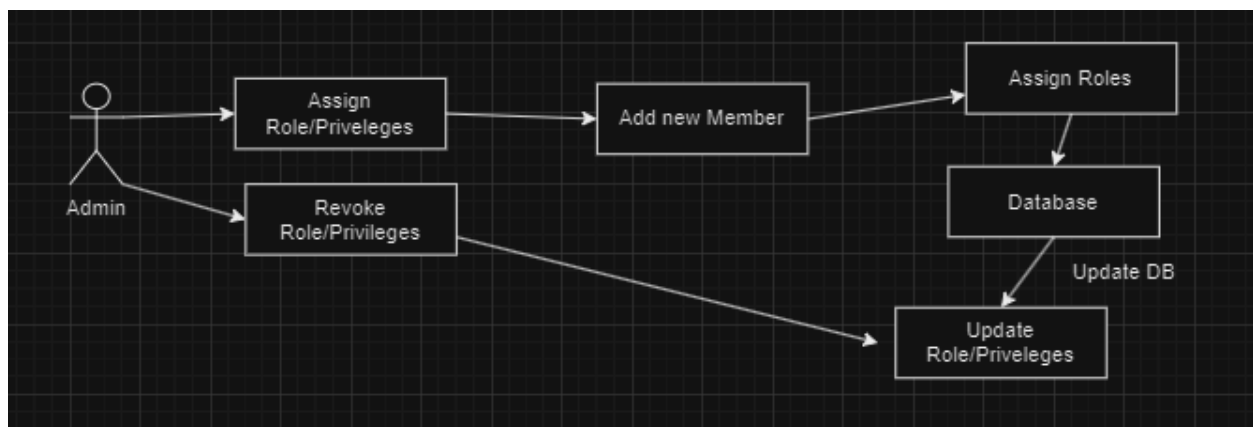 Assign Roles
Assign
Role/Priveleges
Add new Member
Admin
Revoke
Role/Privileges
Database
Update DB
Update
Role/Priveleges